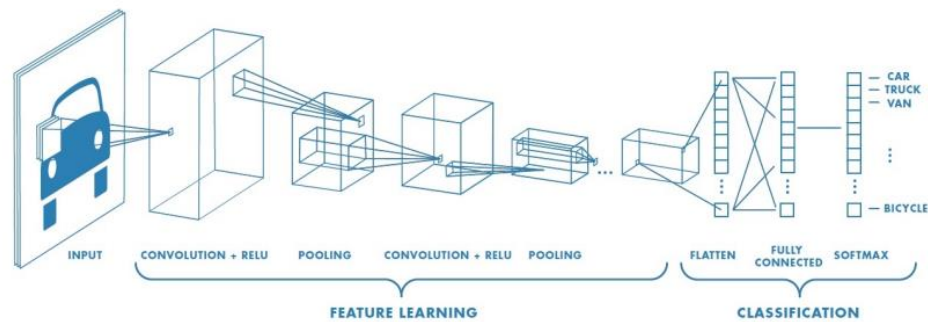 CAR
TRUCK
VAN
BICYCLE
INPUT
CONVOLUTION + RELU
POOLING
CONVOLUTION + RELU
POOLING
FLATTEN
FULLY
CONNECTED
SOFTMAX
FEATURE LEARNING
CLASSIFICATION